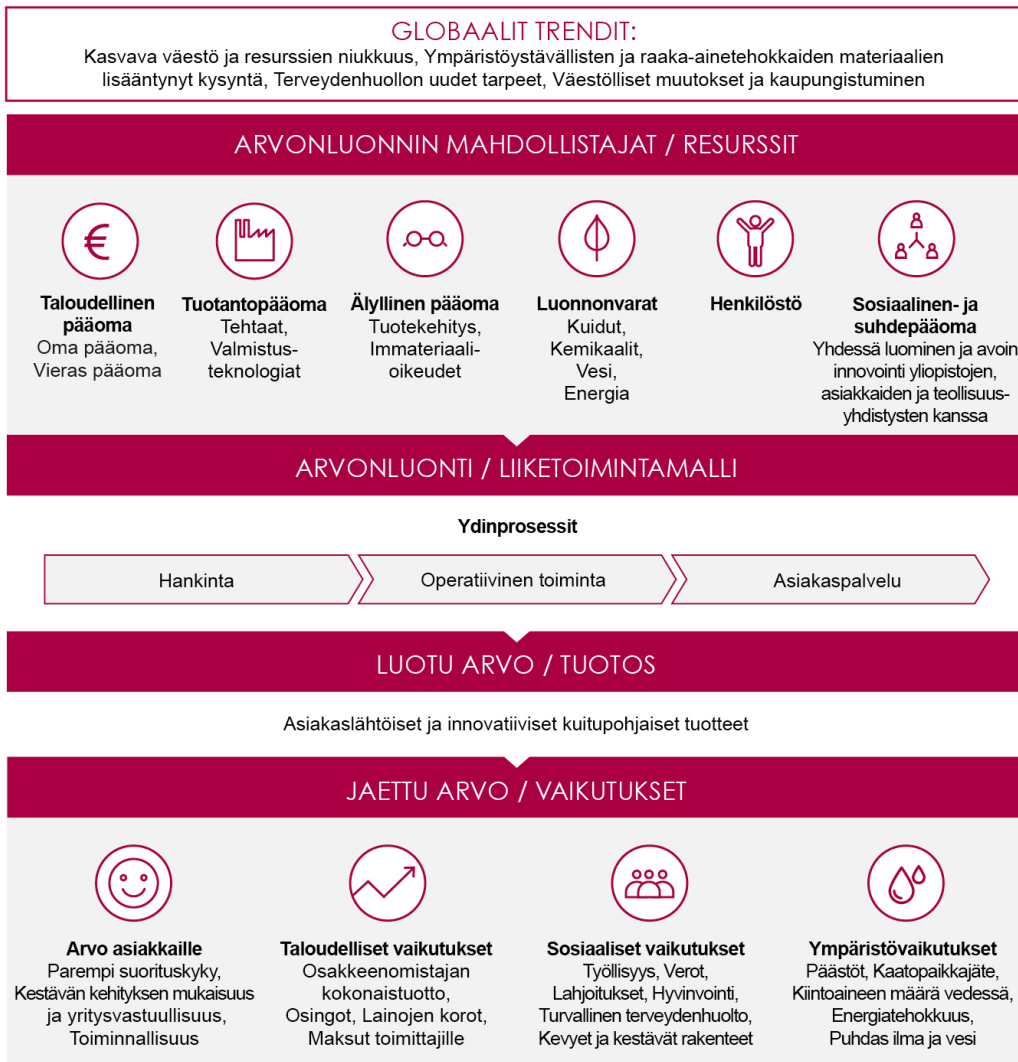 GLOBAALIT TRENDIT:
Kasvava väestö ja resurssien niukkuus, Ympäristöystävällisten ja raaka-ainetehokkaiden materiaalien
lisääntynyt kysyntä, Terveydenhuollon uudet tarpeet, Väestölliset muutokset ja kaupungistuminen
ARVONLUONNIN MAHDOLLISTAJAT / RESURSSIT
€
Taloudellinen
pääoma
Oma pääoma,
Vieras pääoma
Tuotantopääoma
Tehtaat,
Valmistus-
teknologiat
Älyllinen pääoma
Tuotekehitys,
Immateriaali-
oikeudet
Luonnonvarat
Kuidut,
Kemikaalit,
Vesi,
Energia
Henkilöstö
Sosiaalinen- ja
suhdepääoma
Yhdessä luominen ja avoin
innovointi yliopistojen,
asiakkaiden ja teollisuus-
yhdistysten kanssa
ARVONLUONTI / LIIKETOIMINTAMALLI
Ydinprosessit
Hankinta
Operatiivinen toiminta
Asiakaspalvelu
LUOTU ARVO / TUOTOS
Asiakaslähtöiset ja innovatiiviset kuitupohjaiset tuotteet
JAETTU ARVO / VAIKUTUKSET
Arvo asiakkaille
Parempi suorituskyky,
Kestävän kehityksen mukaisuus
ja yritysvastuullisuus,
Toiminnallisuus
Taloudelliset vaikutukset
Osakkeenomistajan
kokonaistuotto,
Osingot, Lainojen korot,
Maksut toimittajille
Sosiaaliset vaikutukset
Työllisyys, Verot,
Lahjoitukset, Hyvinvointi,
Turvallinen terveydenhuolto,
Kevyet ja kestävät rakenteet
Ympäristövaikutukset
Päästöt, Kaatopaikkajäte,
Kiintoaineen määrä vedessä,
Energiatehokkuus,
Puhdas ilma ja vesi